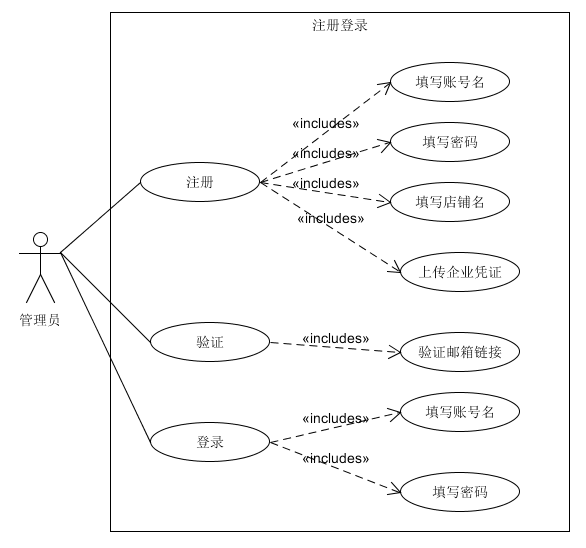 注册登录
填写账号名
«includes»
填写密码
«includes»
注册
«includes»
填写店铺名
«includes»
上传企业凭证
管理员
验证
«includes»
验证邮箱链接
填写账号名
«includes»
登录
«includes»
填写密码